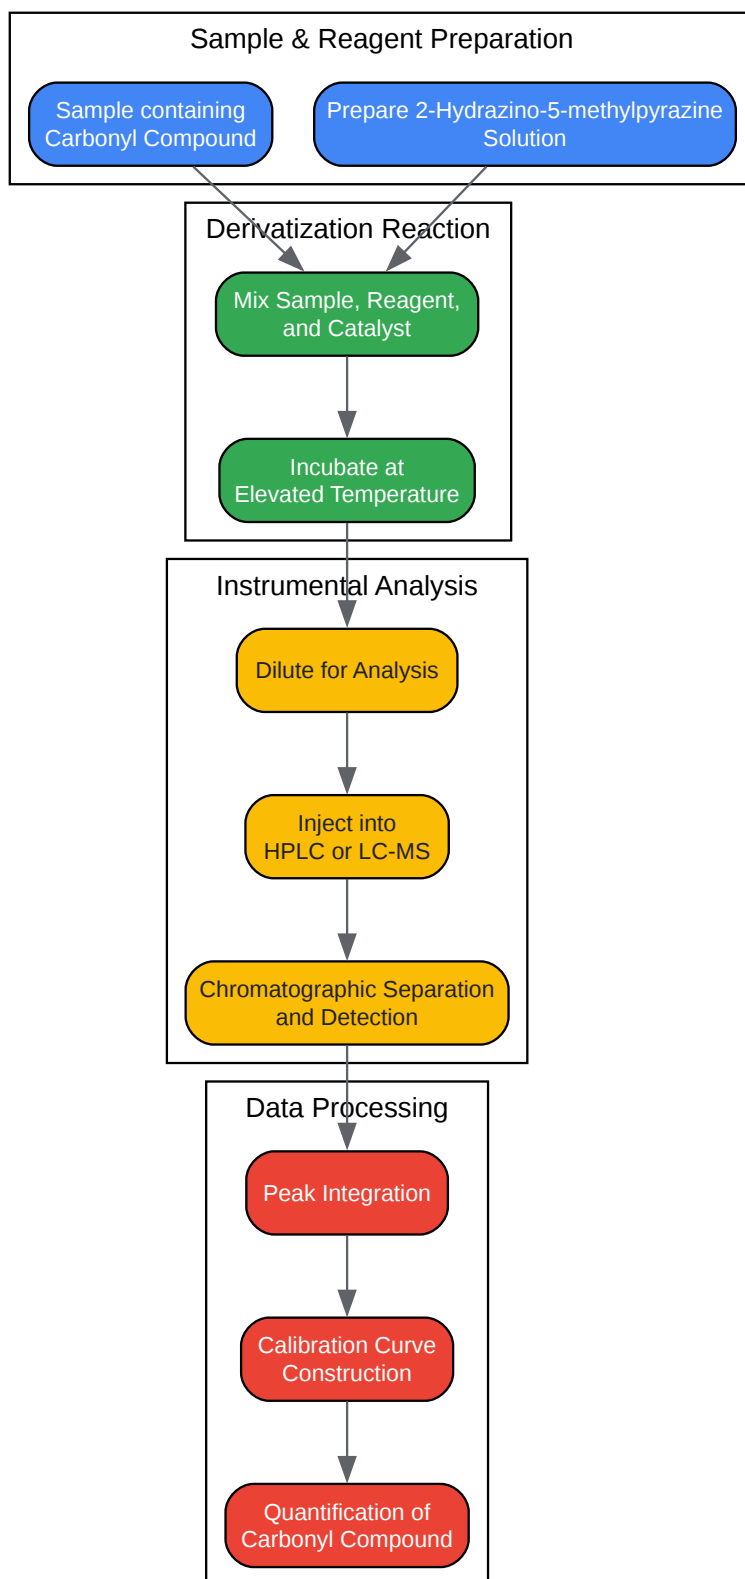 Sample & Reagent Preparation
Sample containing
Carbonyl Compound
Prepare 2-Hydrazino-5-methylpyrazine
Solution
Derivatization Reaction
Mix Sample, Reagent,
and Catalyst
Incubate at
Elevated Temperature
Instrumental Analysis
Dilute for Analysis
Inject into
HPLC or LC-MS
Chromatographic Separation
and Detection
Data Processing
Peak Integration
Calibration Curve
Construction
Quantification of
Carbonyl Compound